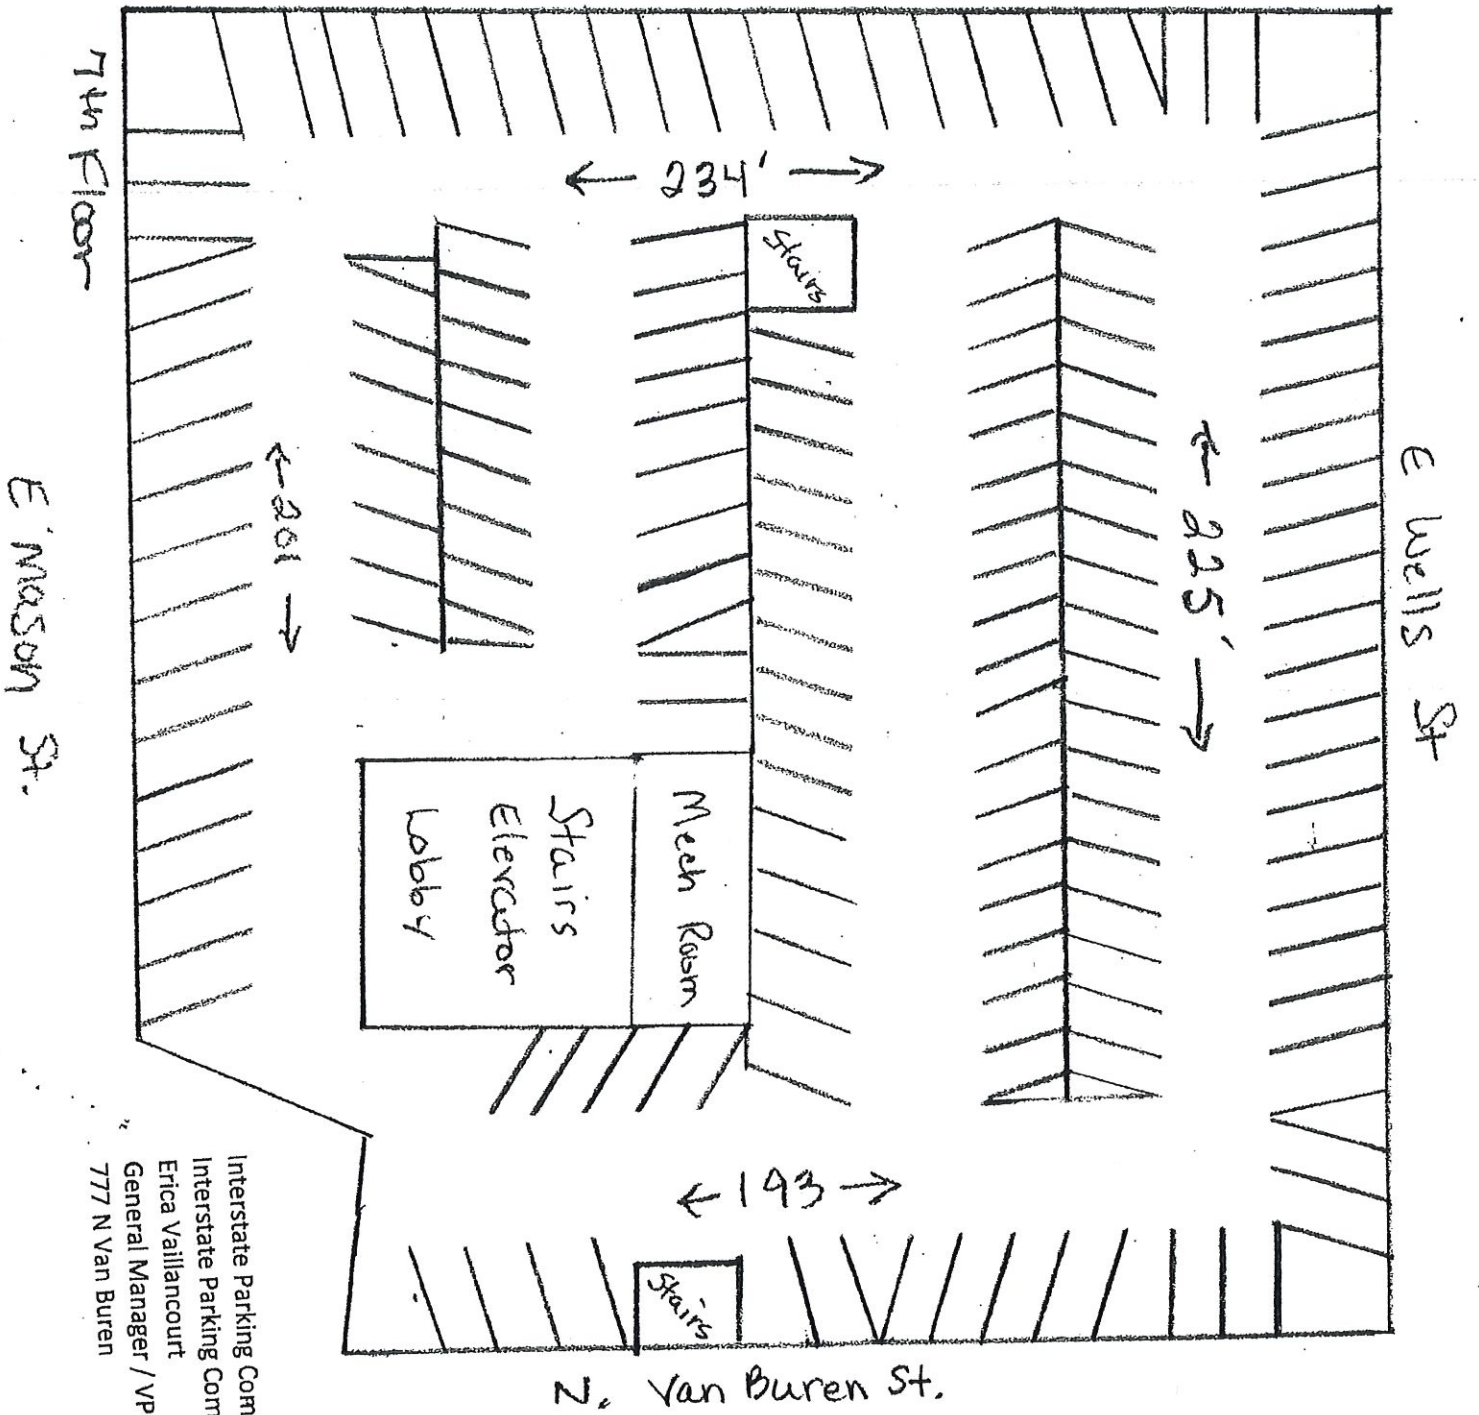 7th Floor
← 234' →
Stairs
E Wells St
← 225' →
← 201 →
E Mason St.
Mech Room
Stairs
Elevator
Lobby
← 193 →
Stairs
N. Van Buren St.
Interstate Parking Com
Interstate Parking Com
Erica Vaillancourt
General Manager / VP
777 N Van Buren